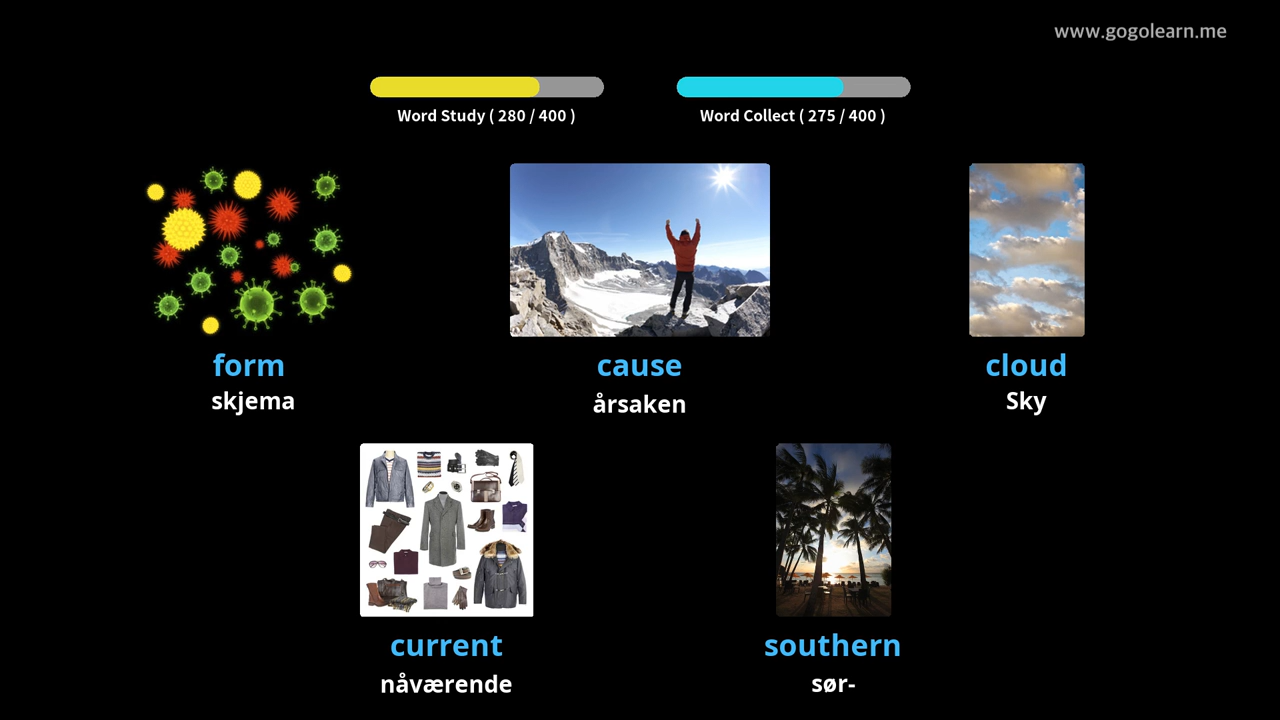 www.gogolearn.me
Word Study ( 280 / 400 )
Word Collect ( 275 / 400 )
form
skjema
cause
årsaken
cloud
Sky
current
nåværende
southern
sør-